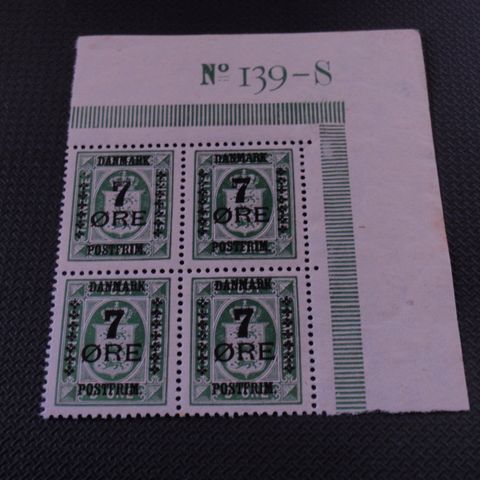 Nº 139-S
DANMARK
7
ØRE
POSTFRIM.
DANMARK
7
ØRE
POSTFRIM.
DANMARK
7
ØRE
POSTFRIM.
DANMARK
7
ØRE
POSTFRIM.